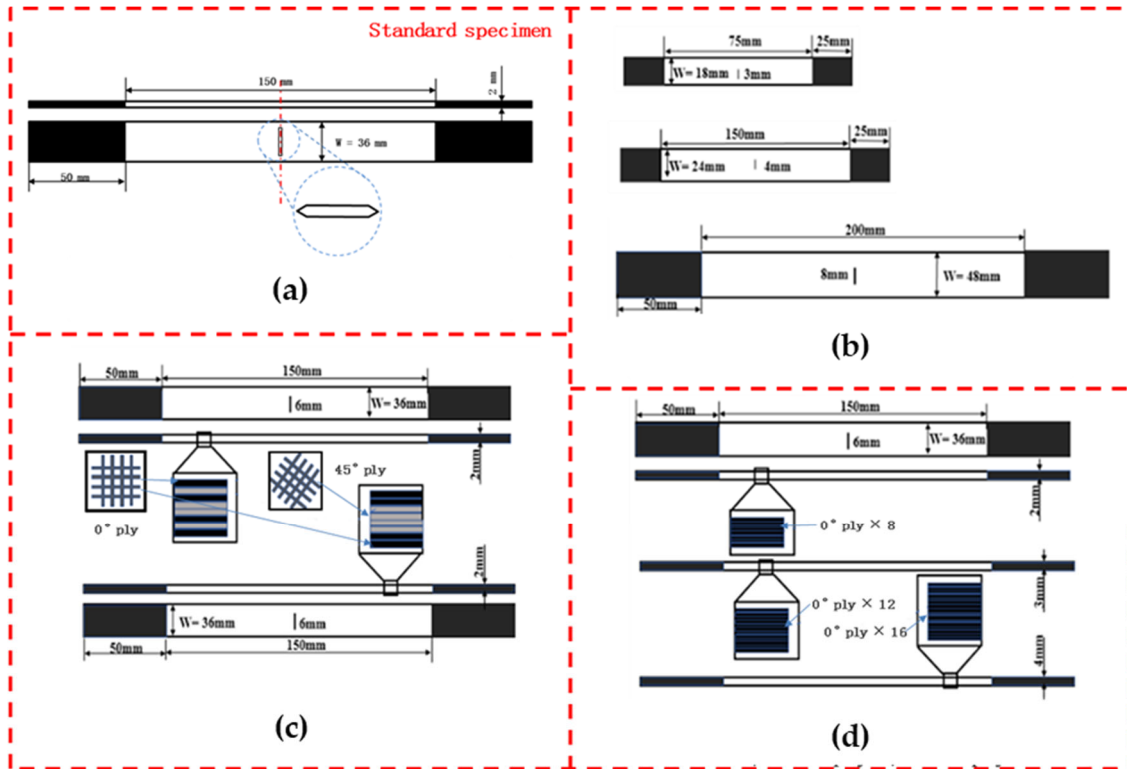 Standard specimen
150 mm
2 mm
W = 36 mm
50 mm
(a)
75mm
25mm
W= 18mm
3mm
150mm
25mm
W= 24mm
4mm
200mm
8mm
W= 48mm
50mm
(b)
50mm
150mm
6mm
W= 36mm
2mm
0° ply
45° ply
2mm
W= 36mm
6mm
50mm
150mm
(c)
50mm
150mm
6mm
W= 36mm
2mm
0° ply × 8
3mm
0° ply × 12
0° ply × 16
4mm
(d)